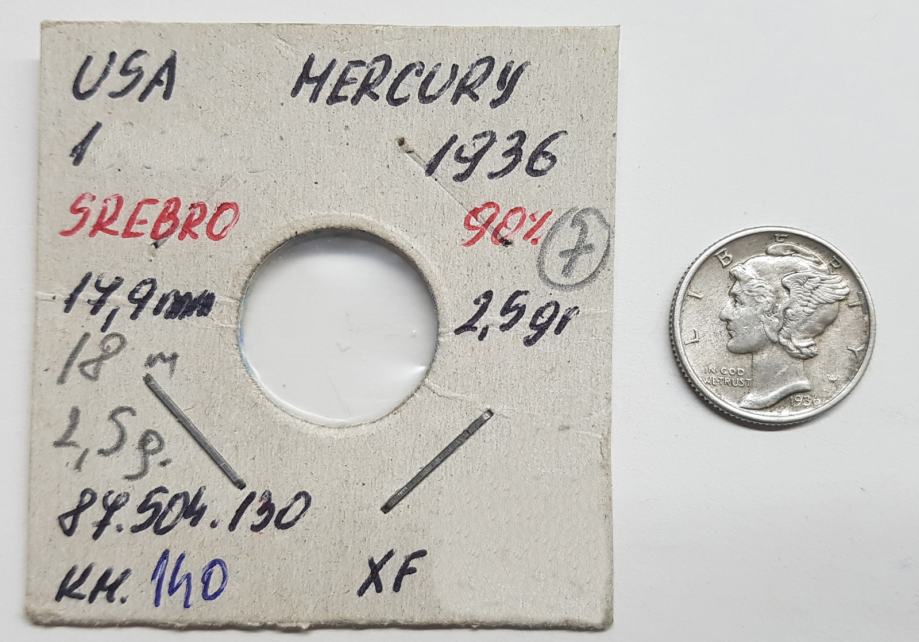 USA MERCURY
1 1936
SREBRO 90% 7
17,9mm 2,5gr
18 m
2,5 g.
87.504.130
KM. 140 XF
LIBERTY
IN GOD
WE TRUST
1936